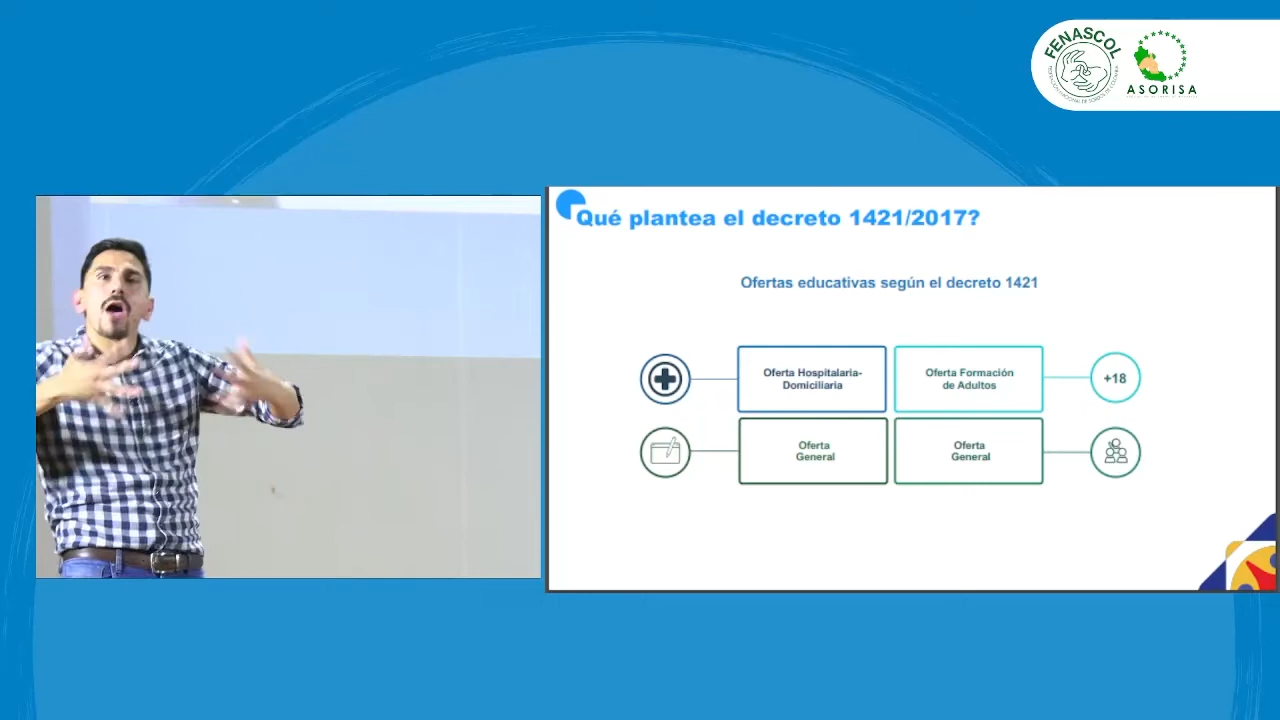 FENASCOL
ASORISA
Qué plantea el decreto 1421/2017?
Ofertas educativas según el decreto 1421
Oferta Hospitalaria-
Domiciliaria
Oferta Formación
de Adultos
+18
Oferta
General
Oferta
General